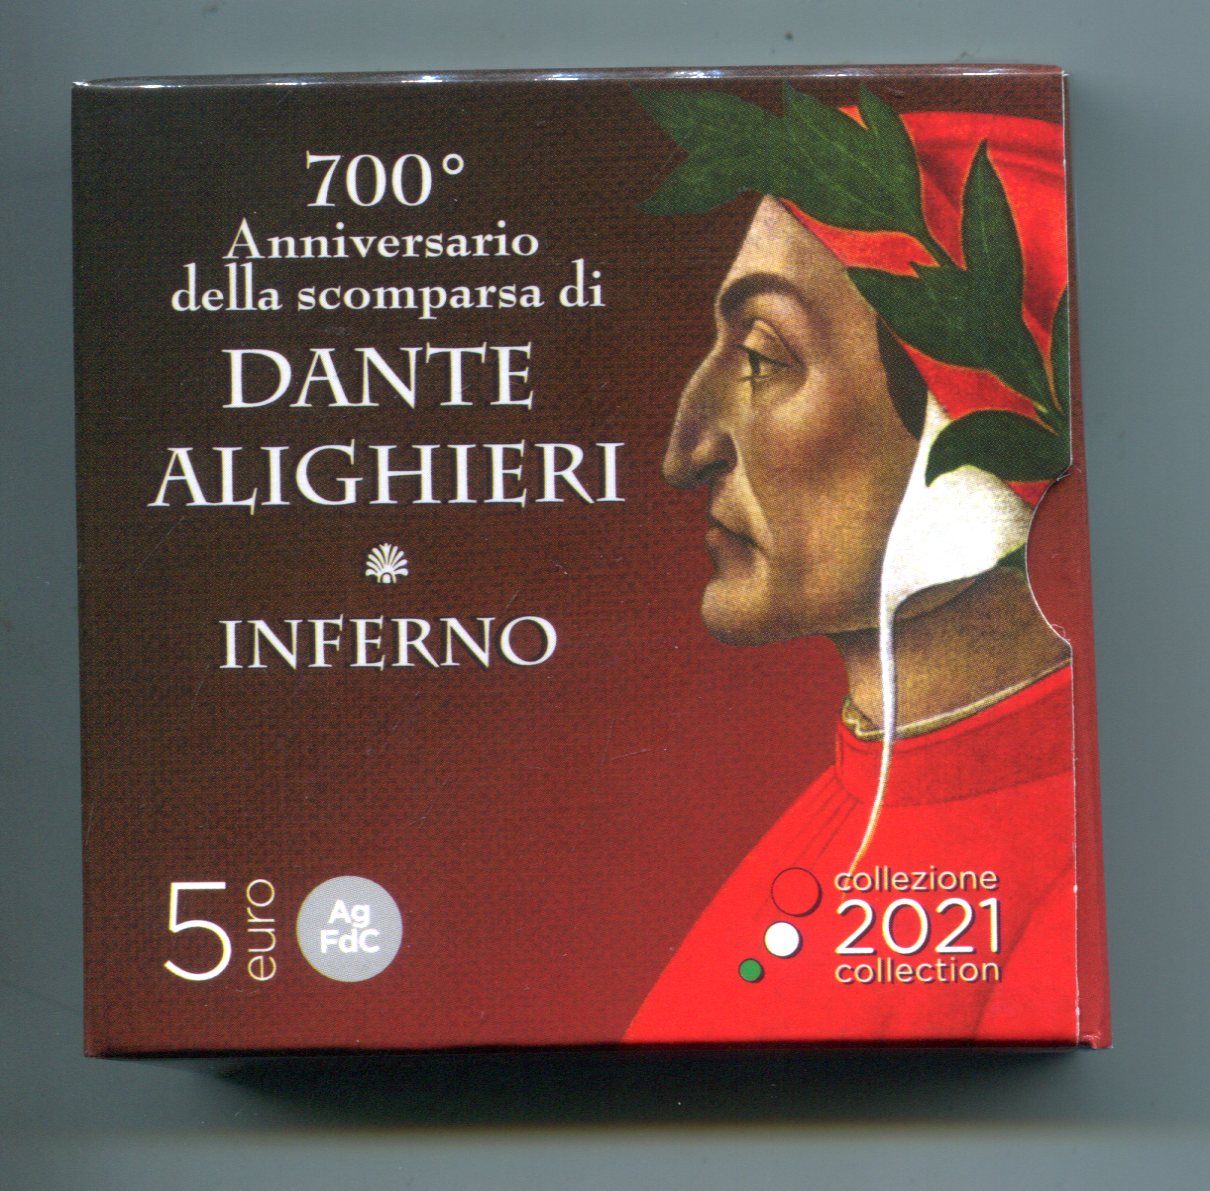 700°
Anniversario
della scomparsa di
DANTE
ALIGHIERI
INFERNO
5 euro
Ag
FdC
collezione
2021
collection